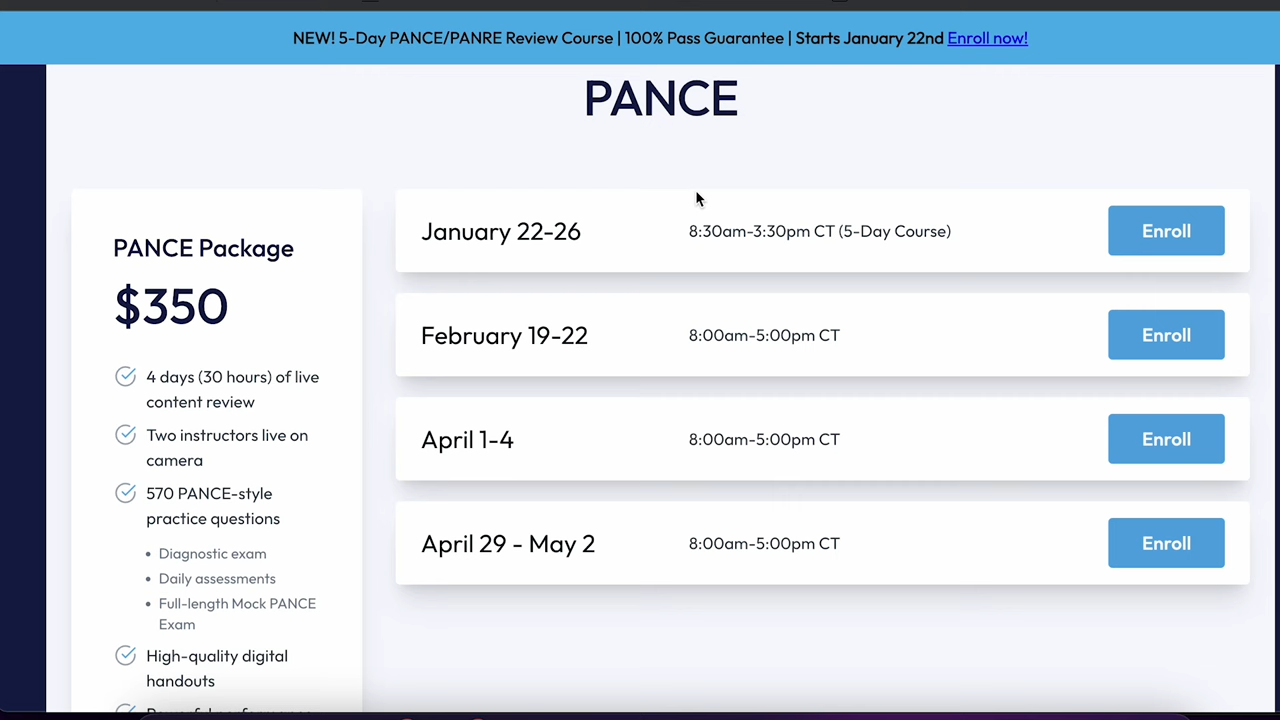 NEW! 5-Day PANCE/PANRE Review Course | 100% Pass Guarantee | Starts January 22nd Enroll now!
PANCE
PANCE Package
$350
4 days (30 hours) of live
content review
Two instructors live on
camera
570 PANCE-style
practice questions
• Diagnostic exam
• Daily assessments
• Full-length Mock PANCE
Exam
High-quality digital
handouts
January 22-26 8:30am-3:30pm CT (5-Day Course) Enroll
February 19-22 8:00am-5:00pm CT Enroll
April 1-4 8:00am-5:00pm CT Enroll
April 29 - May 2 8:00am-5:00pm CT Enroll